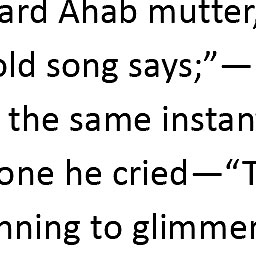 ard Ahab mutter,
old song says;”—
the same instant
one he cried—“T
nning to glimmer